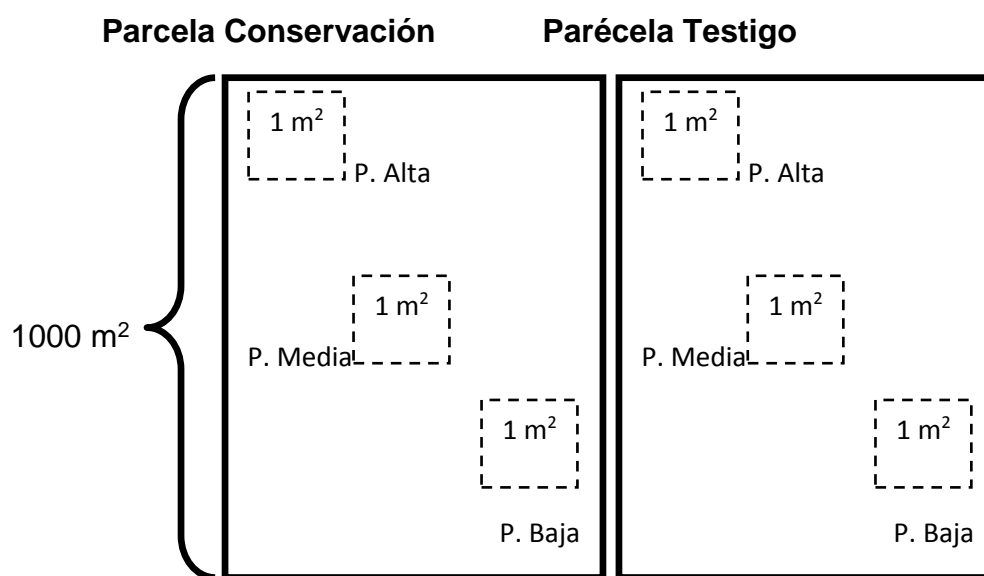 Parcela Conservación Parécela Testigo
1 m²
P. Alta
1 m²
P. Alta
1000 m²
1 m²
P. Media
1 m²
P. Media
1 m²
P. Baja
1 m²
P. Baja